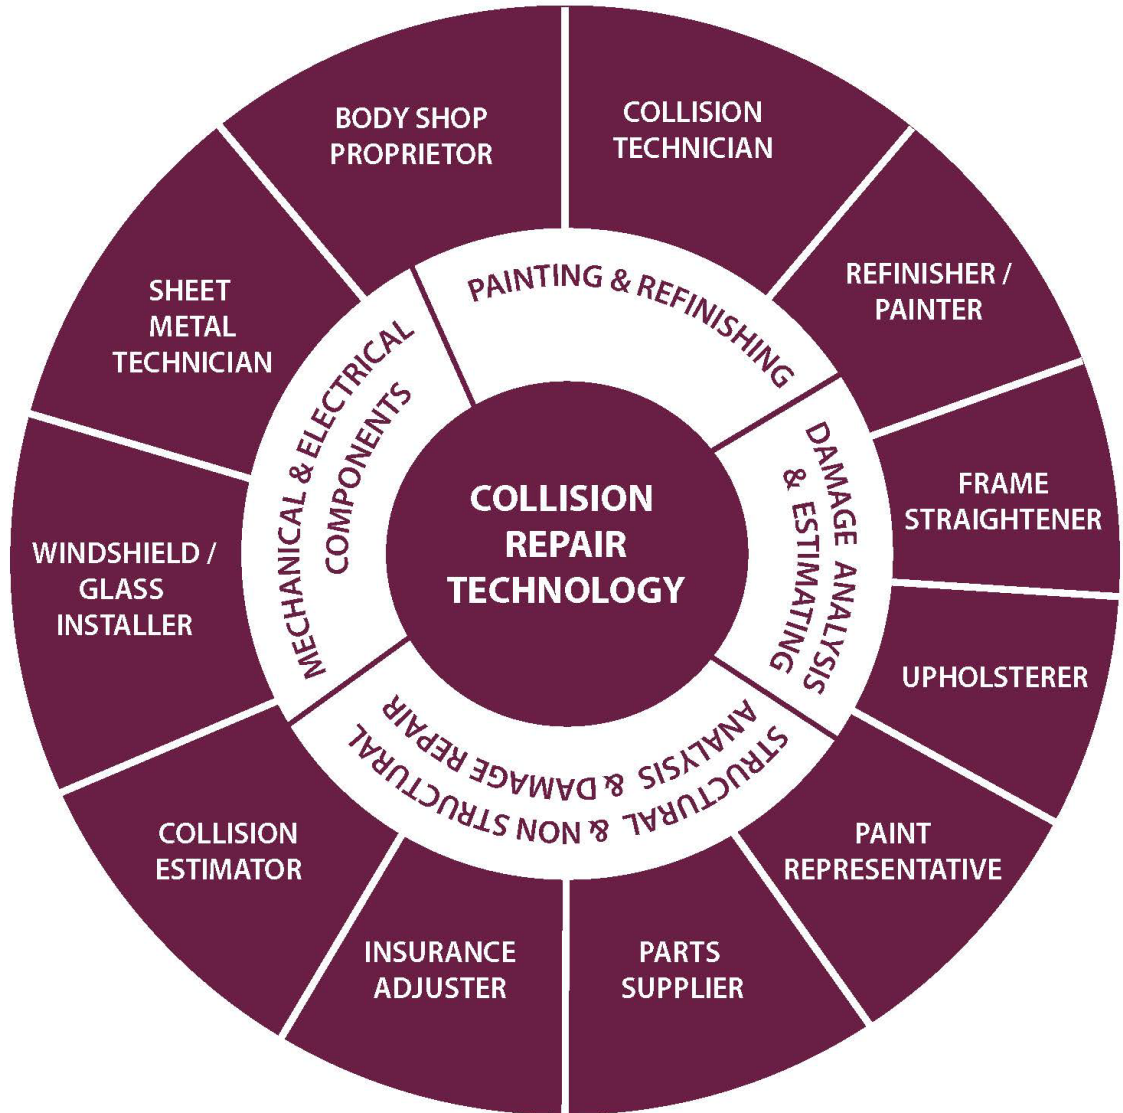 BODY SHOP
PROPRIETOR
COLLISION
TECHNICIAN
REFINISHER /
PAINTER
FRAME
STRAIGHTENER
UPHOLSTERER
PAINT
REPRESENTATIVE
PARTS
SUPPLIER
INSURANCE
ADJUSTER
COLLISION
ESTIMATOR
WINDSHIELD /
GLASS
INSTALLER
SHEET
METAL
TECHNICIAN
PAINTING & REFINISHING
DAMAGE ANALYSIS
& ESTIMATING
STRUCTURAL & NON STRUCTURAL
ANALYSIS & DAMAGE REPAIR
MECHANICAL & ELECTRICAL
COMPONENTS
COLLISION
REPAIR
TECHNOLOGY